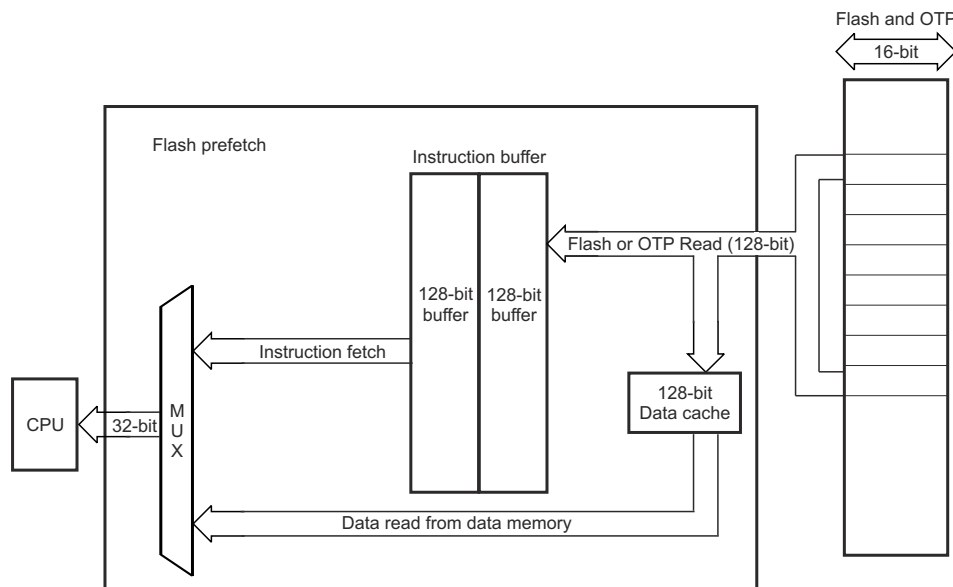 Flash and OTP
16-bit
Flash prefetch
Instruction buffer
Flash or OTP Read (128-bit)
128-bit
buffer
128-bit
buffer
Instruction fetch
128-bit
Data cache
CPU
32-bit
M
U
X
Data read from data memory